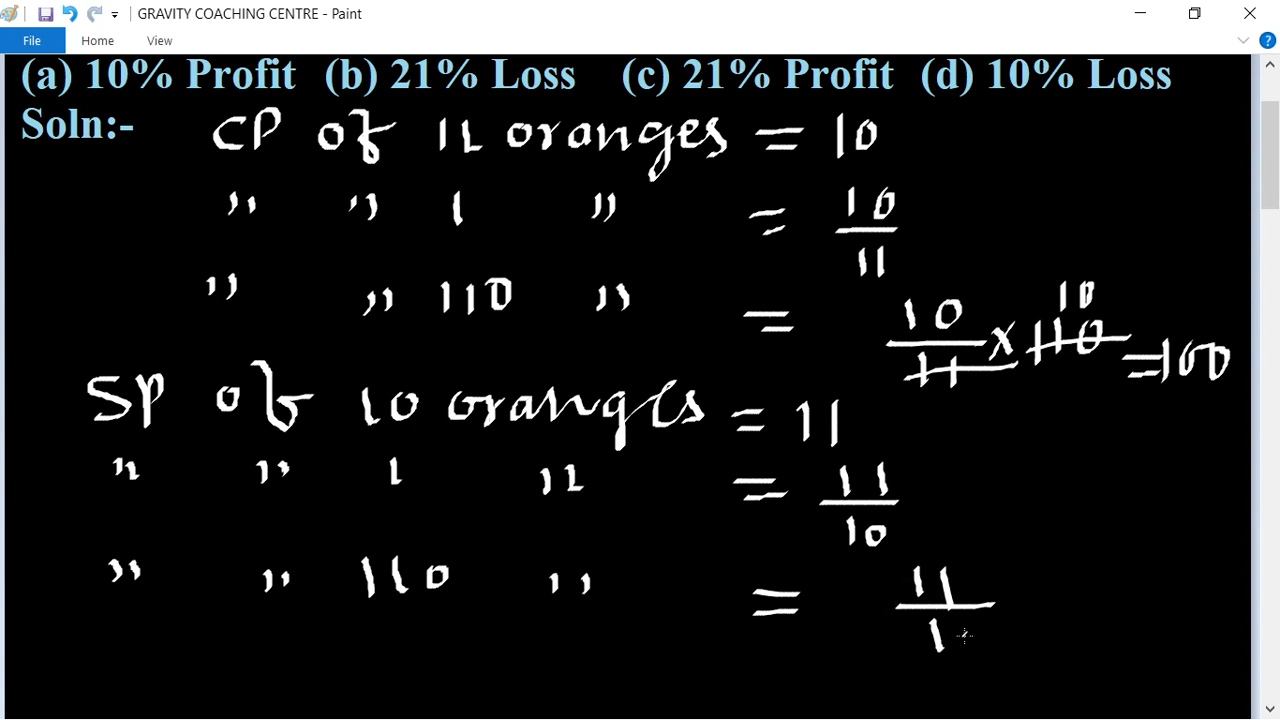 GRAVITY COACHING CENTRE - Paint
File Home View
(a) 10% Profit (b) 21% Loss (c) 21% Profit (d) 10% Loss
Soln:-
CP of 11 oranges = 10
" " 1 " = 10/11
" " 110 " = 10/11 × 110 = 100
10
SP of 10 oranges = 11
" " 1 " = 11/10
" " 110 " = 11/1